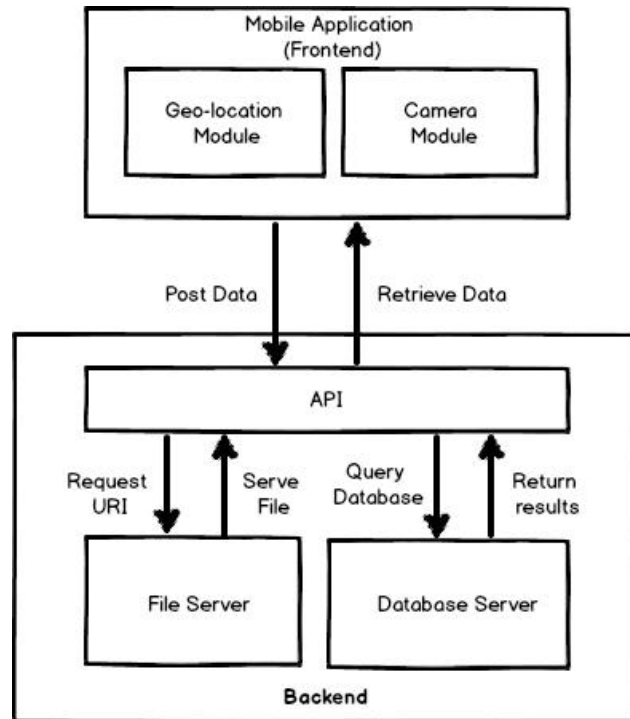 Mobile Application
(Frontend)
Geo-location
Module
Camera
Module
Post Data
Retrieve Data
API
Request
URI
Serve
File
Query
Database
Return
results
File Server
Database Server
Backend